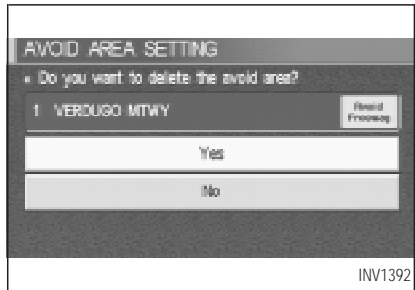 AVOID AREA SETTING
Do you want to delete the avoid area?
1 VERDUGO MTWY
Avoid
Freeway
Yes
No
INV1392